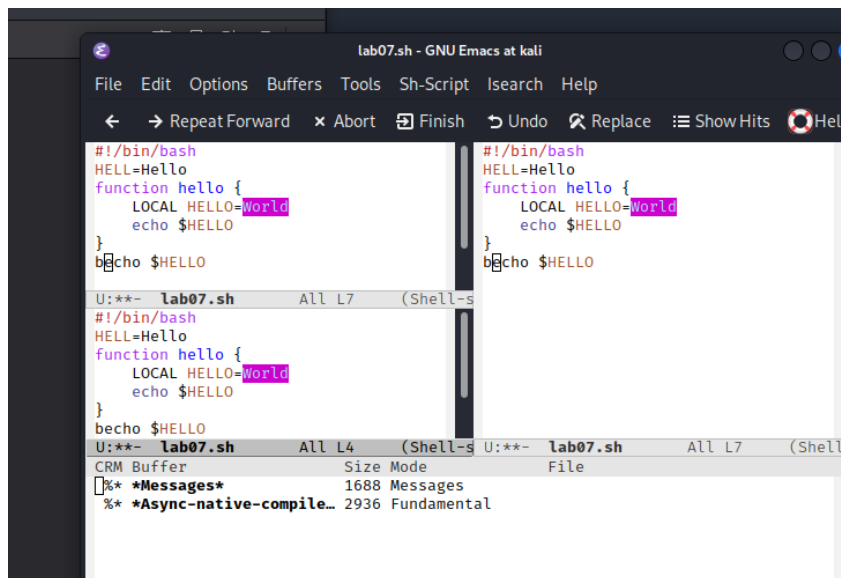 lab07.sh - GNU Emacs at kali
File Edit Options Buffers Tools Sh-Script Isearch Help
Repeat Forward Abort Finish Undo Replace Show Hits Hel
#!/bin/bash
HELL=Hello
function hello {
LOCAL HELLO=World
echo $HELLO
}
becho $HELLO
U:**- lab07.sh All L7 (Shell-s
#!/bin/bash
HELL=Hello
function hello {
LOCAL HELLO=World
echo $HELLO
}
becho $HELLO
U:**- lab07.sh All L4 (Shell-s
#!/bin/bash
HELL=Hello
function hello {
LOCAL HELLO=World
echo $HELLO
}
becho $HELLO
U:**- lab07.sh All L7 (Shell
CRM Buffer Size Mode File
%* *Messages* 1688 Messages
%* *Async-native-compile… 2936 Fundamental